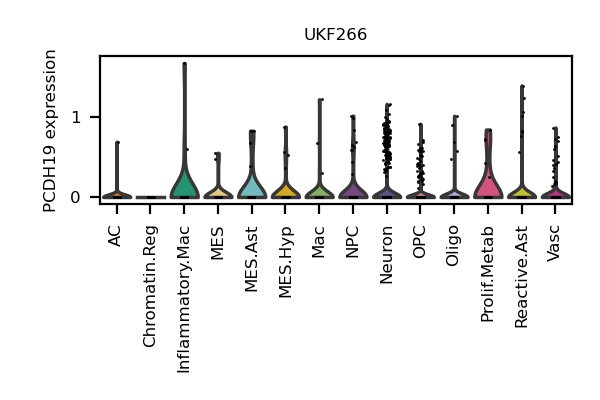 UKF266
PCDH19 expression
1
0
AC
Chromatin.Reg
Inflammatory.Mac
MES
MES.Ast
MES.Hyp
Mac
NPC
Neuron
OPC
Oligo
Prolif.Metab
Reactive.Ast
Vasc